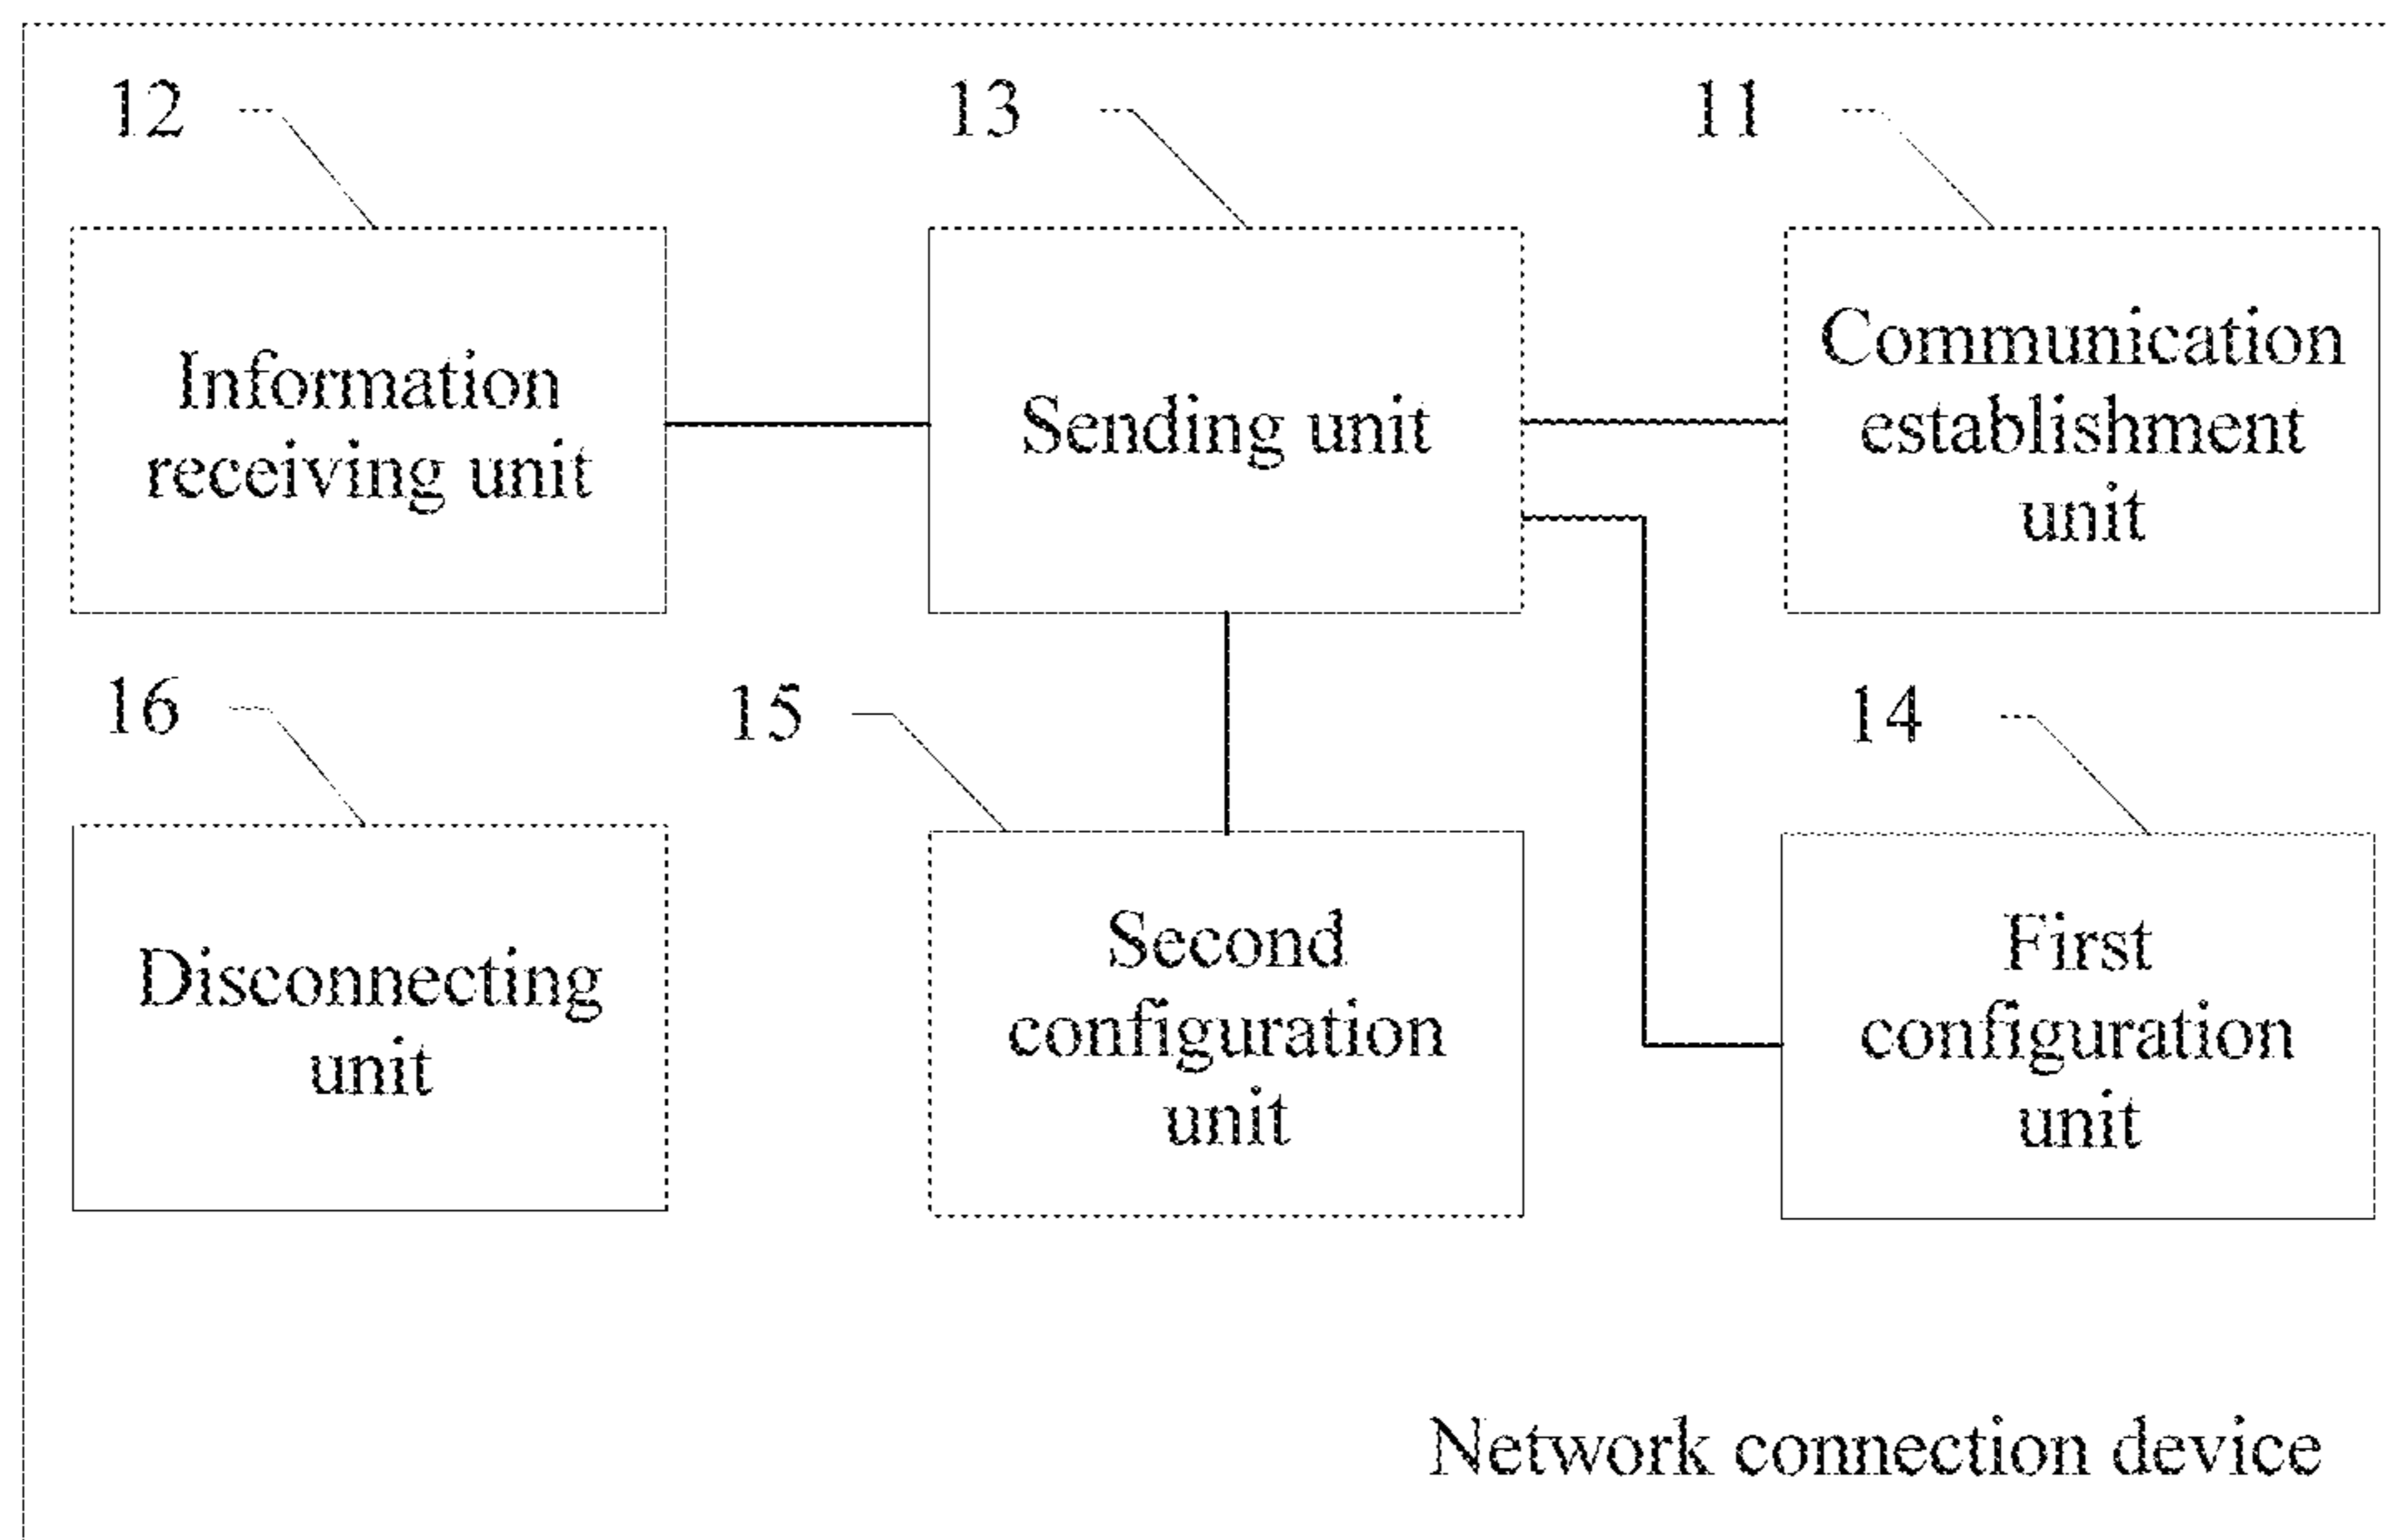 12
13
11
Information
receiving unit
Sending unit
Communication
establishment
unit
16
15
14
Disconnecting
unit
Second
configuration
unit
First
configuration
unit
Network connection device